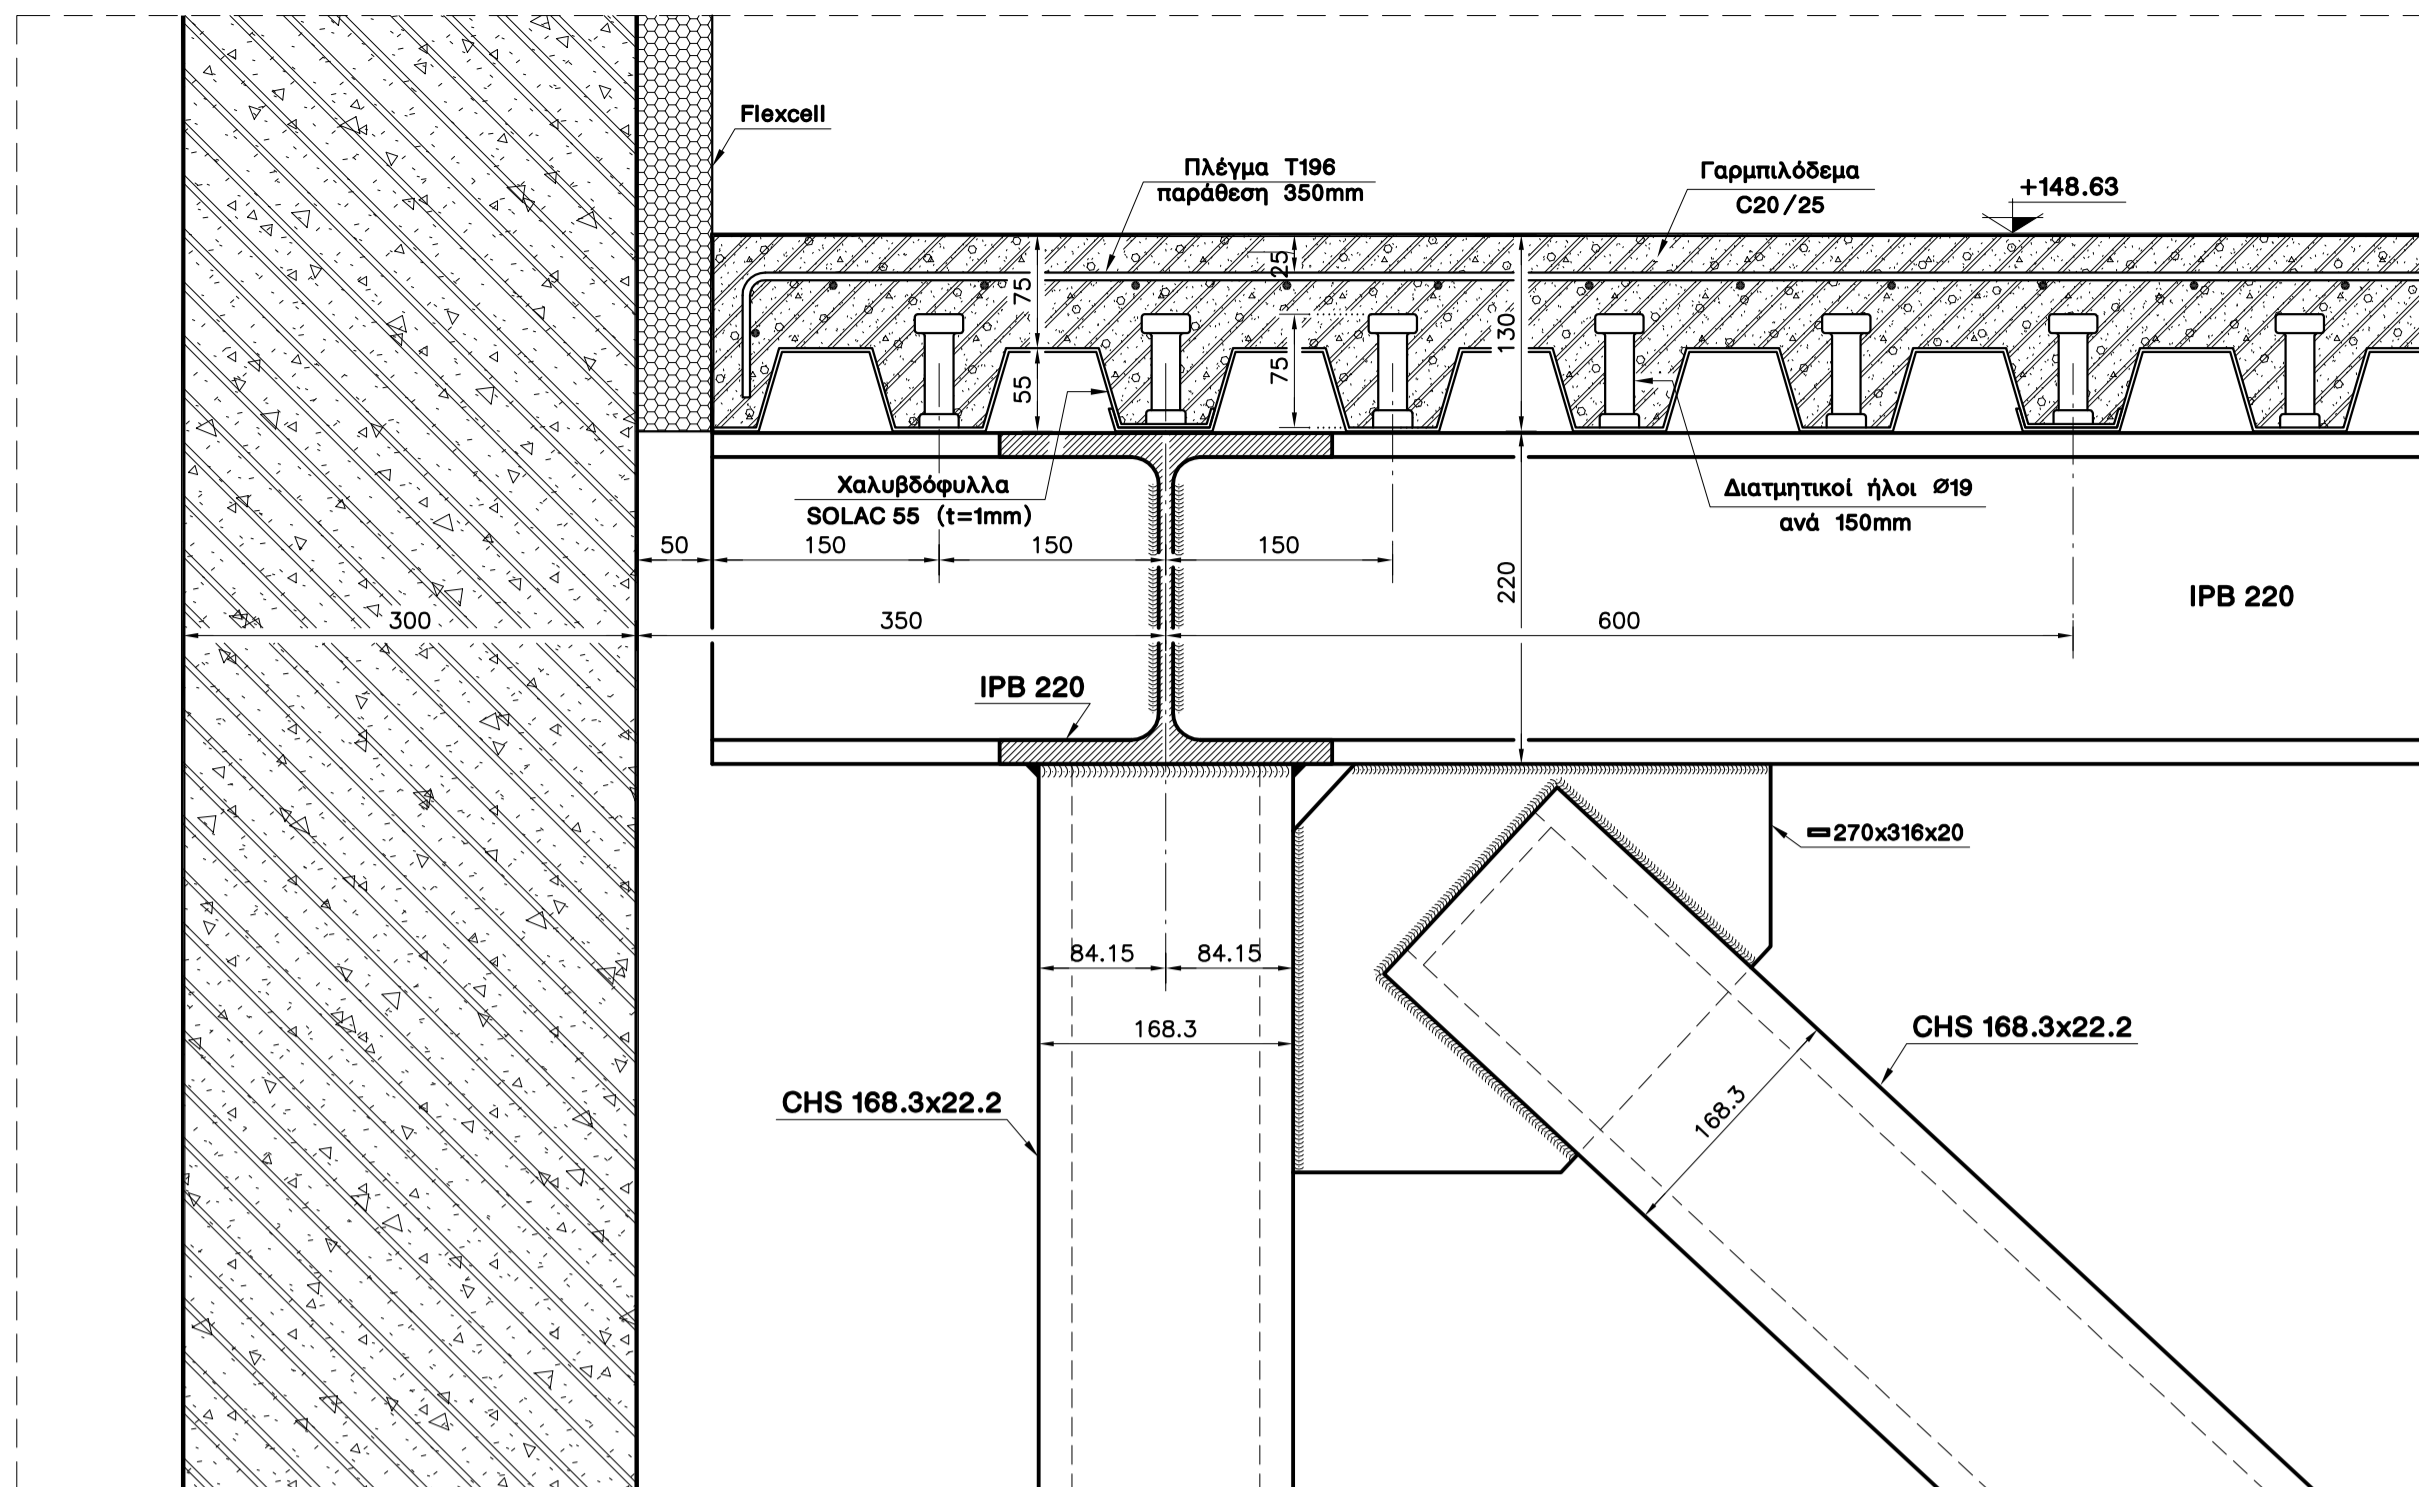 Flexcell
Πλέγμα T196
παράθεση 350mm
Γαρμπιλόδεμα
C20/25
+148.63
25
75
130
75
55
Χαλυβδόφυλλα
SOLAC 55 (t=1mm)
Διατμητικοί ήλοι Ø19
ανά 150mm
50
150
150
150
220
IPB 220
300
350
600
IPB 220
270x316x20
84.15
84.15
168.3
CHS 168.3x22.2
CHS 168.3x22.2
168.3